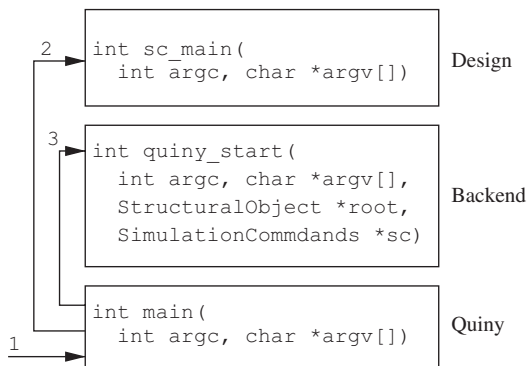 2
int sc_main(
int argc, char *argv[])
Design
3
int quiny_start(
int argc, char *argv[],
StructuralObject *root,
SimulationCommdands *sc)
Backend
int main(
int argc, char *argv[])
Quiny
1